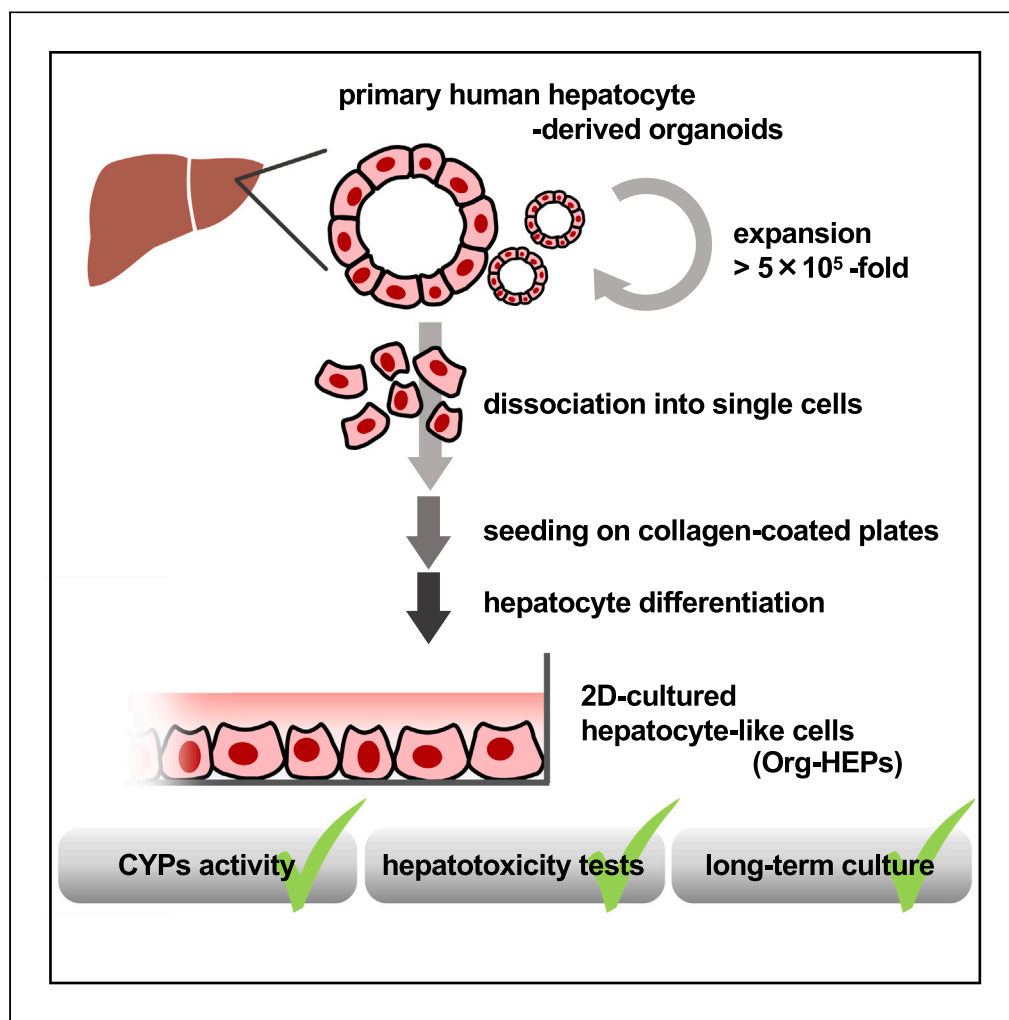 primary human hepatocyte
-derived organoids
expansion
> 5×10⁵ -fold
dissociation into single cells
seeding on collagen-coated plates
hepatocyte differentiation
2D-cultured
hepatocyte-like cells
(Org-HEPs)
CYPs activity
hepatotoxicity tests
long-term culture